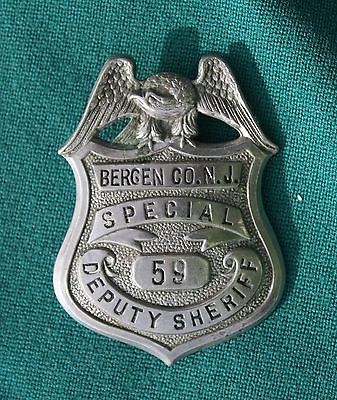 BERGEN CO. N. J.
SPECIAL
59
DEPUTY SHERIFF